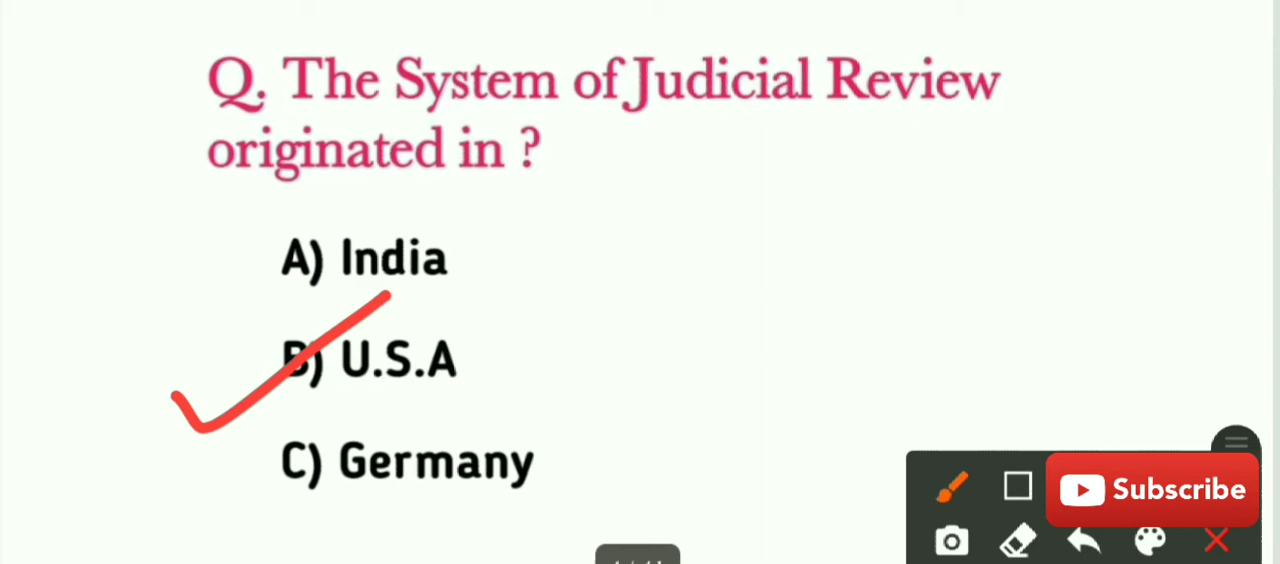 Q. The System of Judicial Review
originated in ?
A) India
B) U.S.A
C) Germany
Subscribe